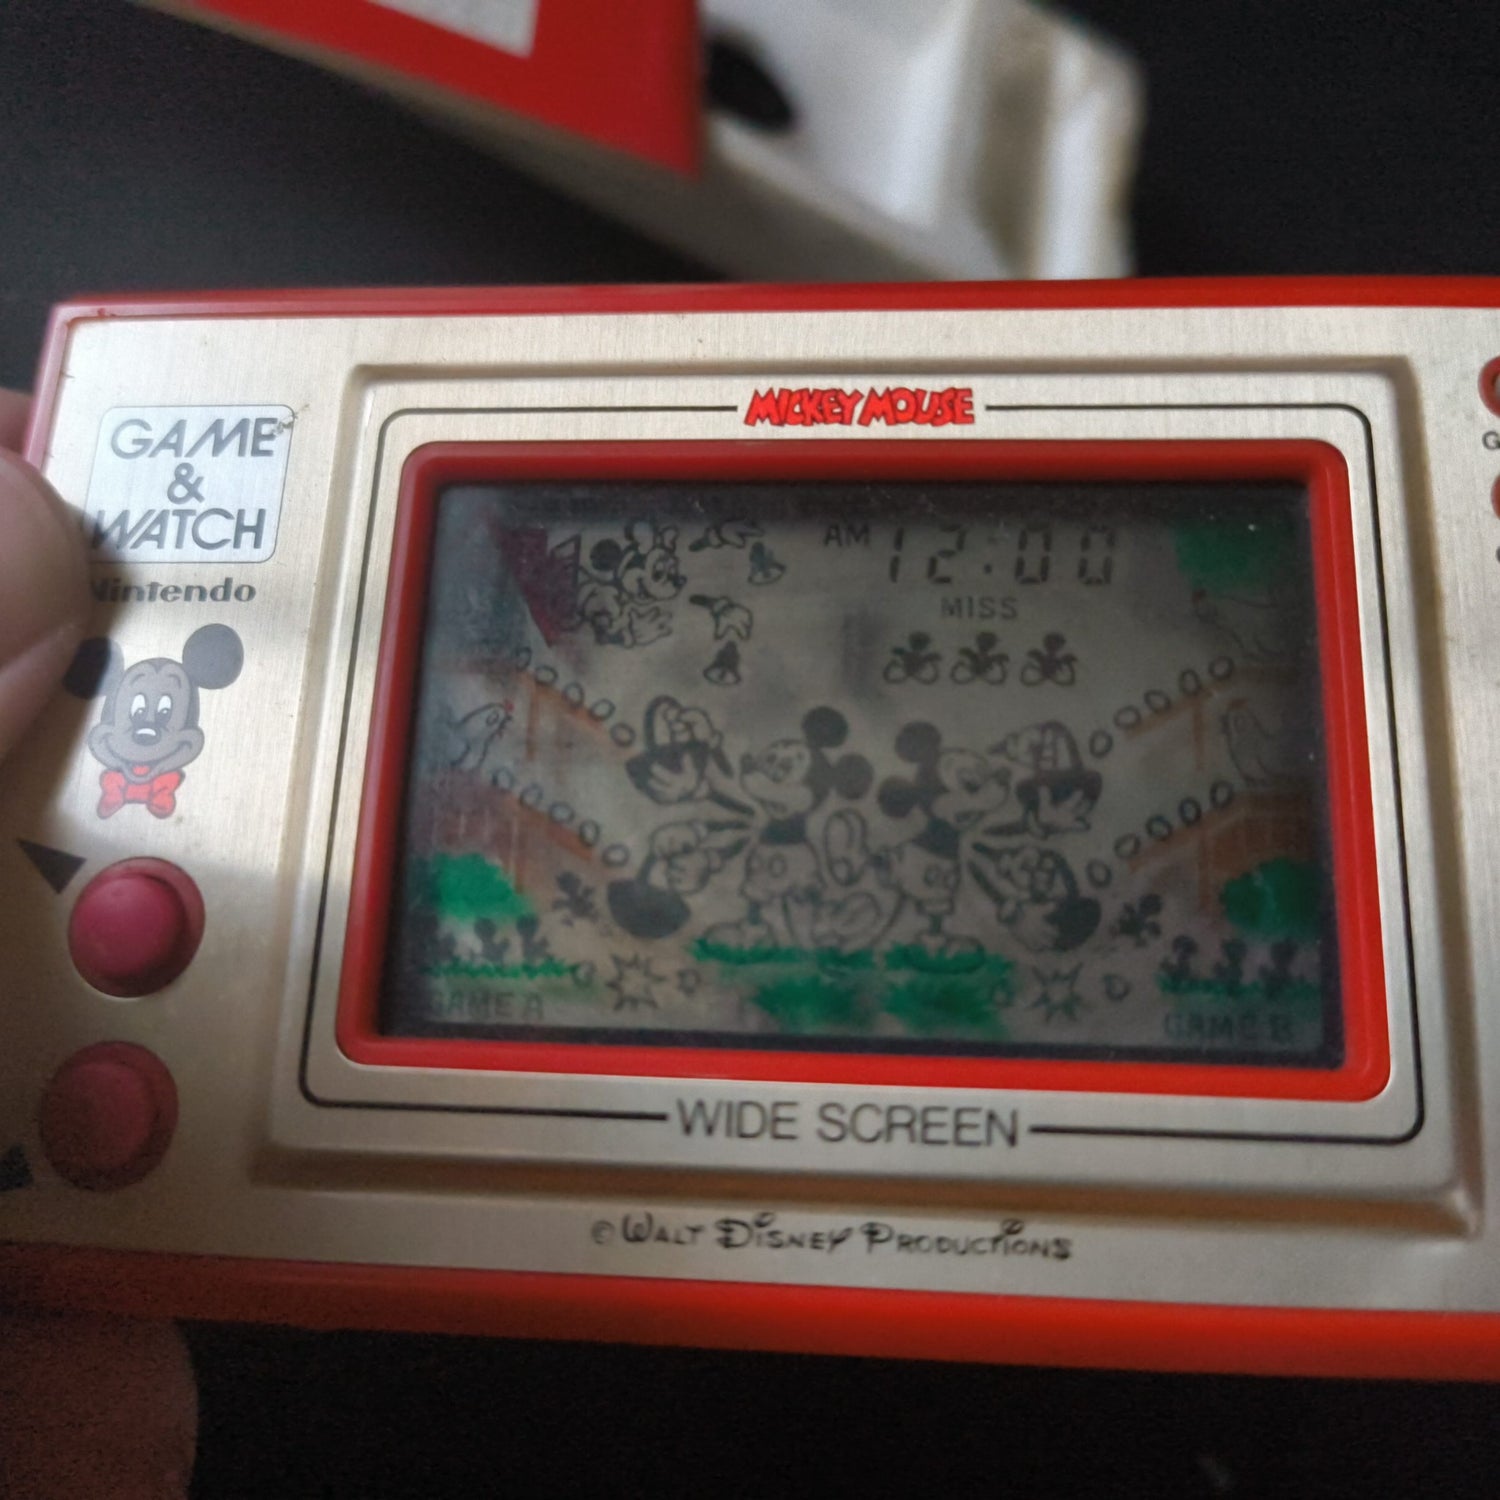 GAME
&
WATCH
Nintendo
MICKEY MOUSE
AM 12:00
MISS
GAME A
GAME B
WIDE SCREEN
© WALT DISNEY PRODUCTIONS